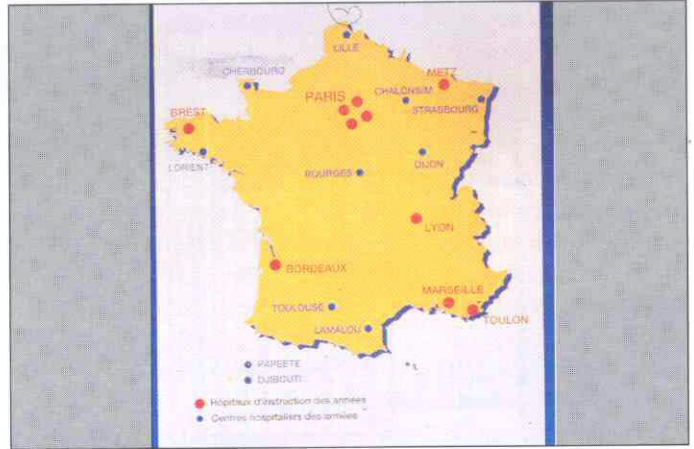 LILLE
CHERBOURG
METZ
PARIS
CHALONS/M
STRASBOURG
BREST
LORIENT
DIJON
BOURGES
LYON
BORDEAUX
MARSEILLE
TOULOUSE
TOULON
LAMALOU
PAPEETE
DJIBOUTI
Hôpitaux d'instruction des armées
Centres hospitaliers des armées